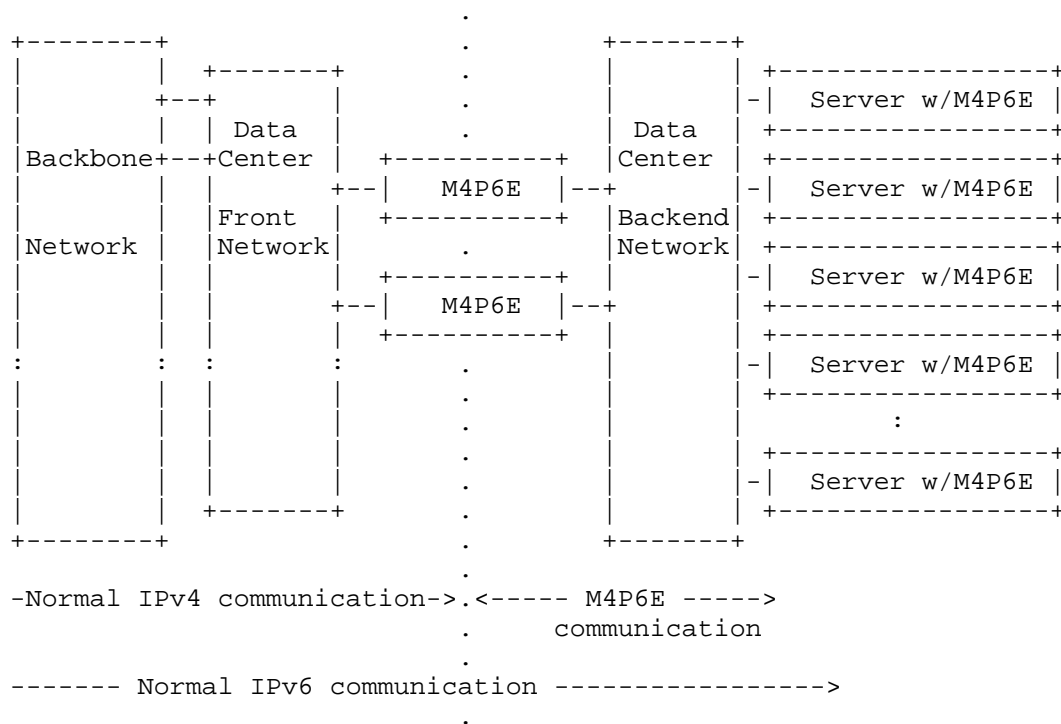 Server w/M4P6E
Data Data
Backbone Center Center
M4P6E Server w/M4P6E
Front Backend
Network Network Network
Server w/M4P6E
M4P6E
Server w/M4P6E
Server w/M4P6E
-Normal IPv4 communication->.<----- M4P6E ----->
communication
------- Normal IPv6 communication ----------------->